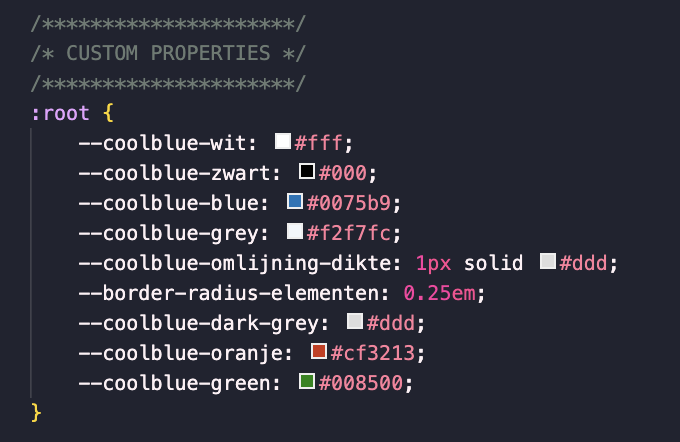 /*********************/
/* CUSTOM PROPERTIES */
/*********************/
:root {
    --coolblue-wit: #fff;
    --coolblue-zwart: #000;
    --coolblue-blue: #0075b9;
    --coolblue-grey: #f2f7fc;
    --coolblue-omlijning-dikte: 1px solid #ddd;
    --border-radius-elementen: 0.25em;
    --coolblue-dark-grey: #ddd;
    --coolblue-oranje: #cf3213;
    --coolblue-green: #008500;
}